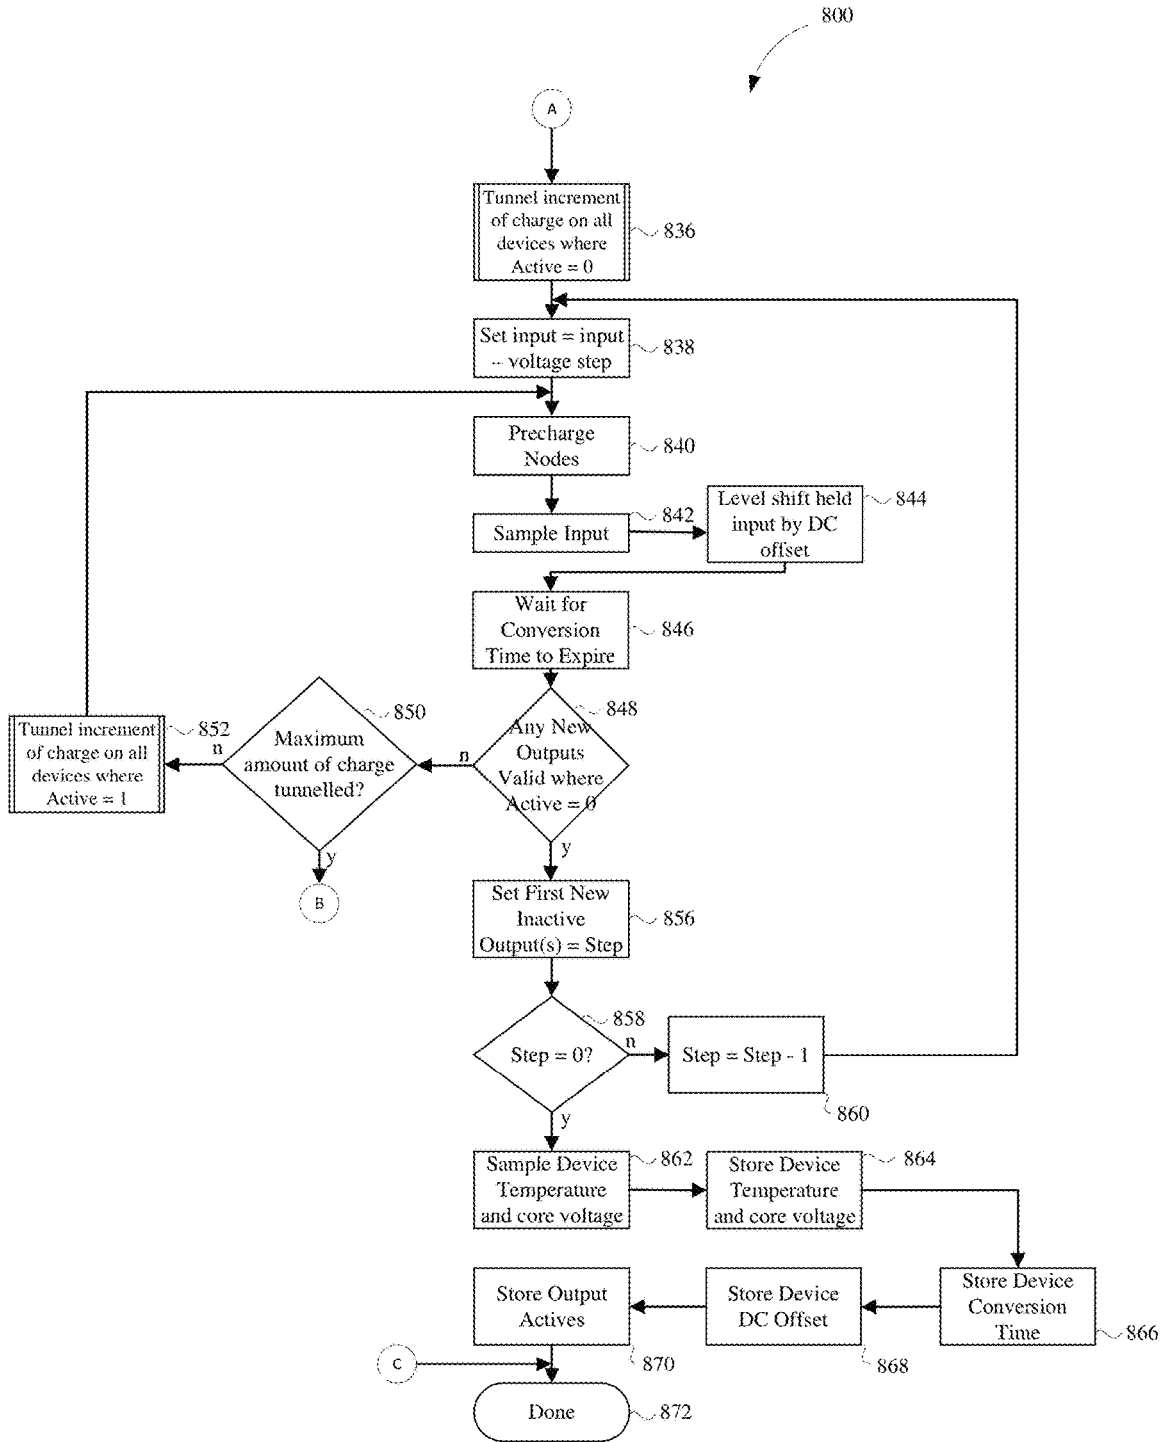 800
A
Tunnel increment
of charge on all
devices where
Active = 0
836
Set input = input
- voltage step
838
Precharge
Nodes
840
Sample Input
842
Level shift held
input by DC
offset
844
Wait for
Conversion
Time to Expire
846
Any New
Outputs
Valid where
Active = 0
848
n
y
Maximum
amount of charge
tunnelled?
850
n
y
Tunnel increment
of charge on all
devices where
Active = 1
852
B
Set First New
Inactive
Output(s) = Step
856
Step = 0?
858
n
y
Step = Step - 1
860
Sample Device
Temperature
and core voltage
862
Store Device
Temperature
and core voltage
864
Store Device
Conversion
Time
866
Store Device
DC Offset
868
Store Output
Actives
870
C
Done
872